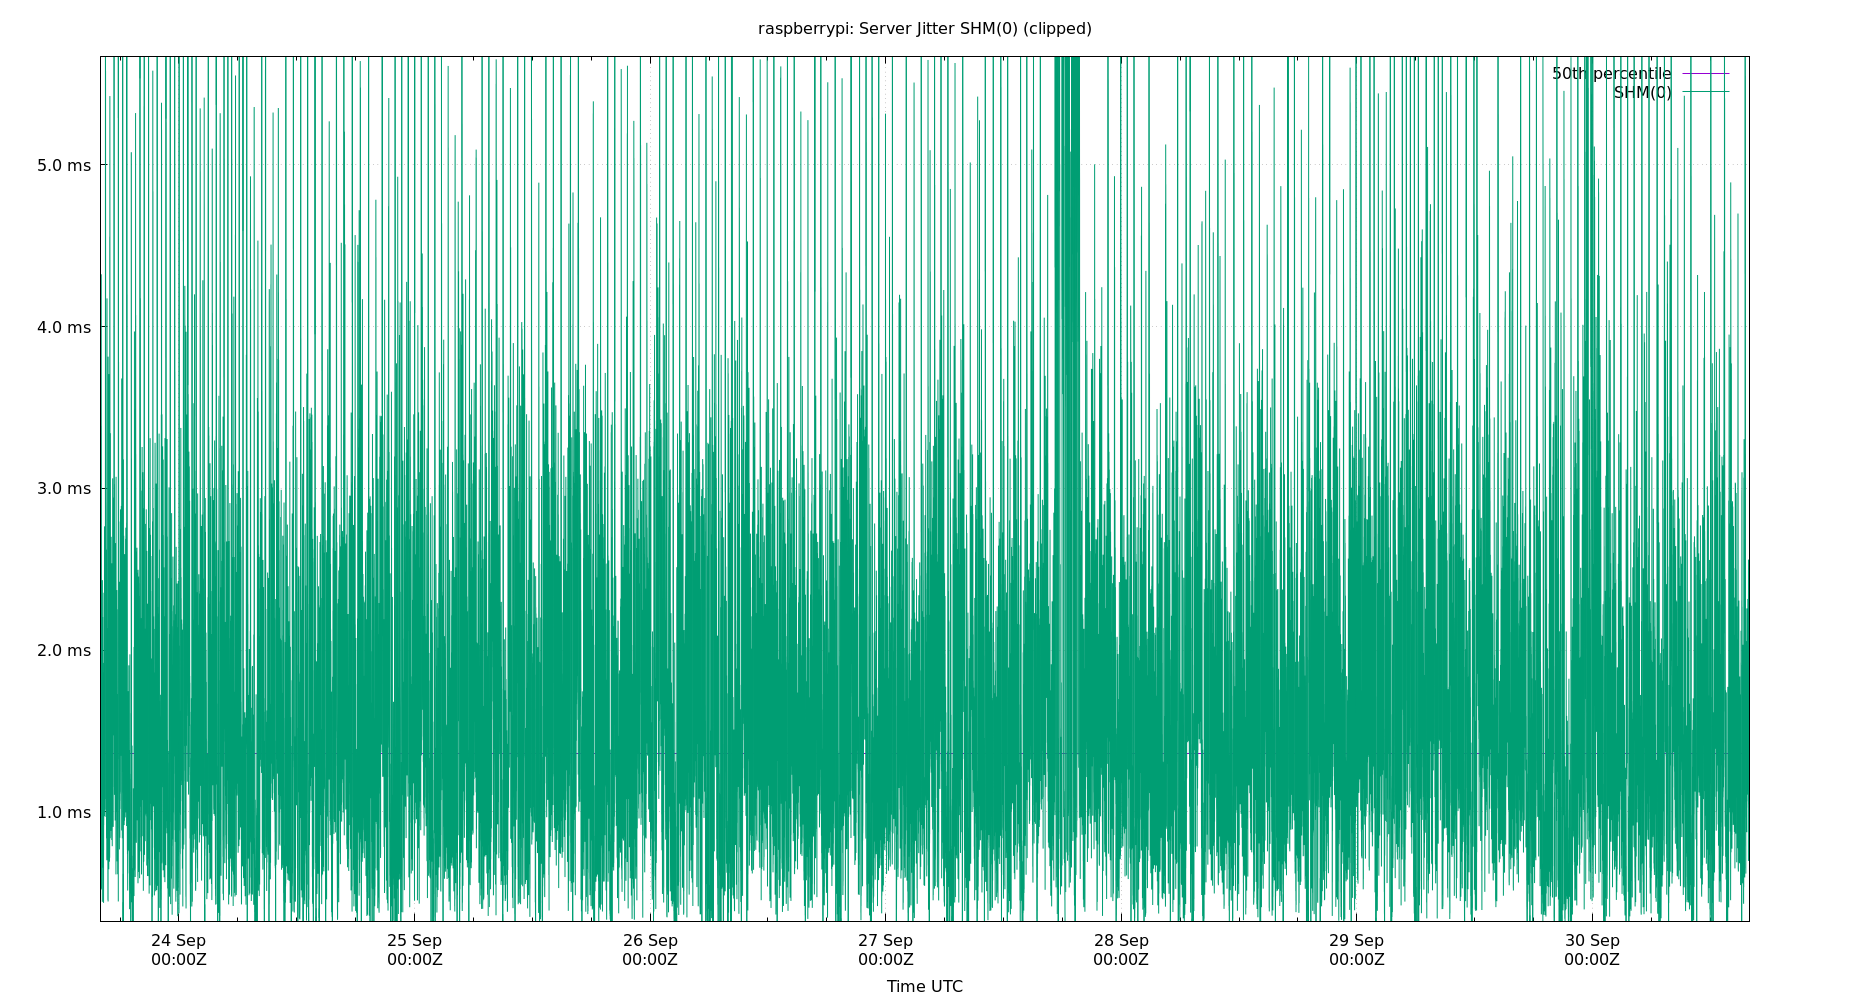 raspberrypi: Server Jitter SHM(0) (clipped)
50th percentile
SHM(0)
5.0 ms
4.0 ms
3.0 ms
2.0 ms
1.0 ms
24 Sep
00:00Z
25 Sep
00:00Z
26 Sep
00:00Z
27 Sep
00:00Z
28 Sep
00:00Z
29 Sep
00:00Z
30 Sep
00:00Z
Time UTC